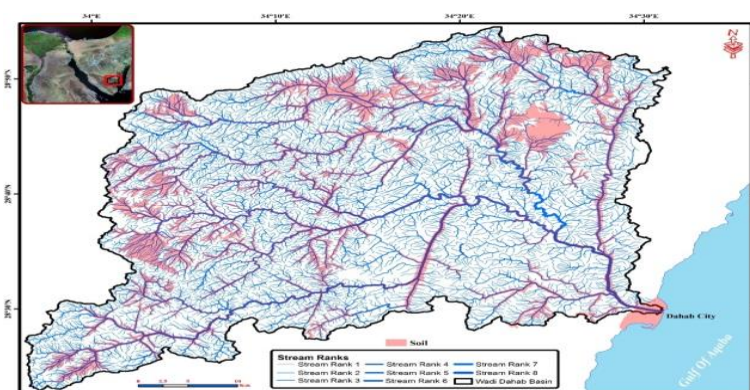 34°E 34°10'E 34°20'E 34°30'E
N
Dahab City
Gulf Of Aqaba
Soil
Stream Ranks
Stream Rank 1 Stream Rank 4 Stream Rank 7
Stream Rank 2 Stream Rank 5 Stream Rank 8
Stream Rank 3 Stream Rank 6 Wadi Dahab Basin